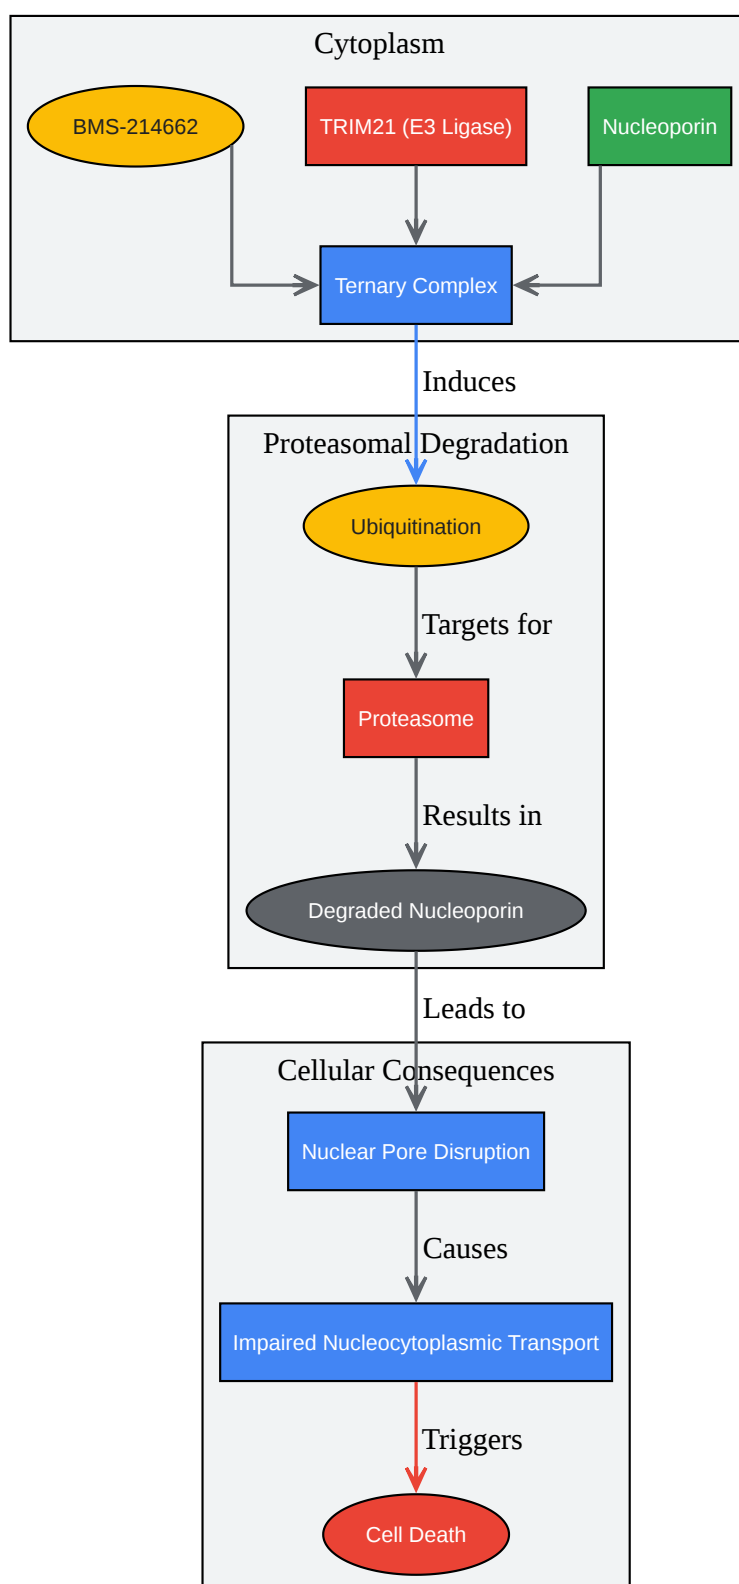 Cytoplasm
BMS-214662
TRIM21 (E3 Ligase)
Nucleoporin
Ternary Complex
Induces
Proteasomal Degradation
Ubiquitination
Targets for
Proteasome
Results in
Degraded Nucleoporin
Leads to
Cellular Consequences
Nuclear Pore Disruption
Causes
Impaired Nucleocytoplasmic Transport
Triggers
Cell Death